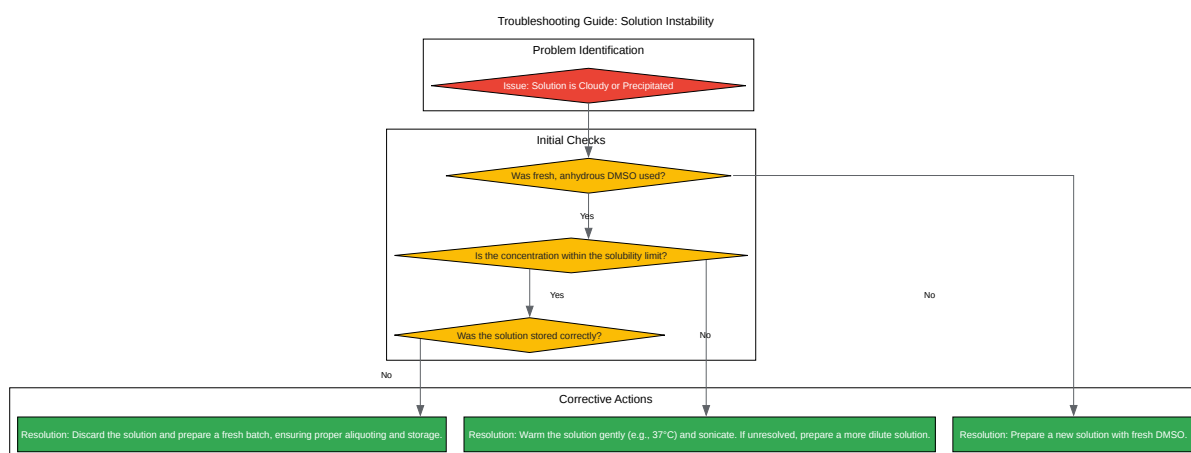 Troubleshooting Guide: Solution Instability
Problem Identification
Issue: Solution is Cloudy or Precipitated
Initial Checks
Was fresh, anhydrous DMSO used?
Yes
Is the concentration within the solubility limit?
Yes
No
Was the solution stored correctly?
No
No
Corrective Actions
Resolution: Discard the solution and prepare a fresh batch, ensuring proper aliquoting and storage.
Resolution: Warm the solution gently (e.g., 37°C) and sonicate. If unresolved, prepare a more dilute solution.
Resolution: Prepare a new solution with fresh DMSO.